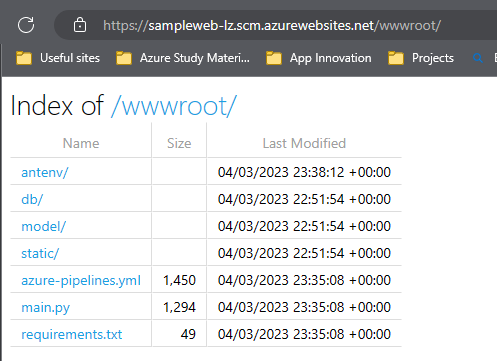 https://sampleweb-lz.scm.azurewebsites.net/wwwroot/
Useful sites Azure Study Materi... App Innovation Projects
Index of /wwwroot/
Name Size Last Modified
antenv/ 04/03/2023 23:38:12 +00:00
db/ 04/03/2023 22:51:54 +00:00
model/ 04/03/2023 22:51:54 +00:00
static/ 04/03/2023 22:51:54 +00:00
azure-pipelines.yml 1,450 04/03/2023 23:35:08 +00:00
main.py 1,294 04/03/2023 23:35:08 +00:00
requirements.txt 49 04/03/2023 23:35:08 +00:00